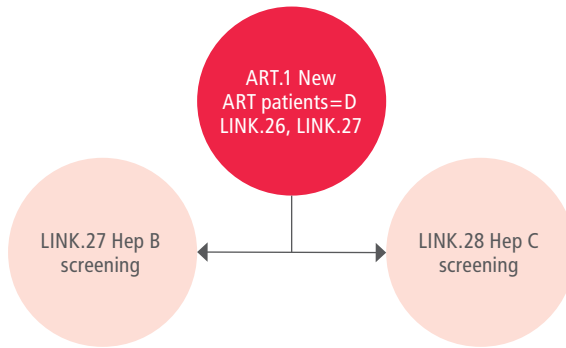 ART.1 New
ART patients=D
LINK.26, LINK.27
LINK.27 Hep B
screening
LINK.28 Hep C
screening